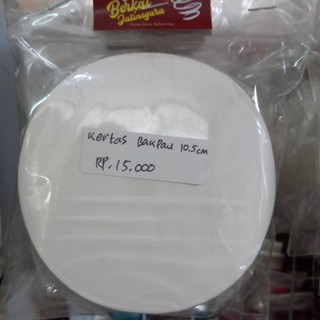 Berkat
Jatinegara
Kertas Bakpau 10.5cm
RP. 15.000